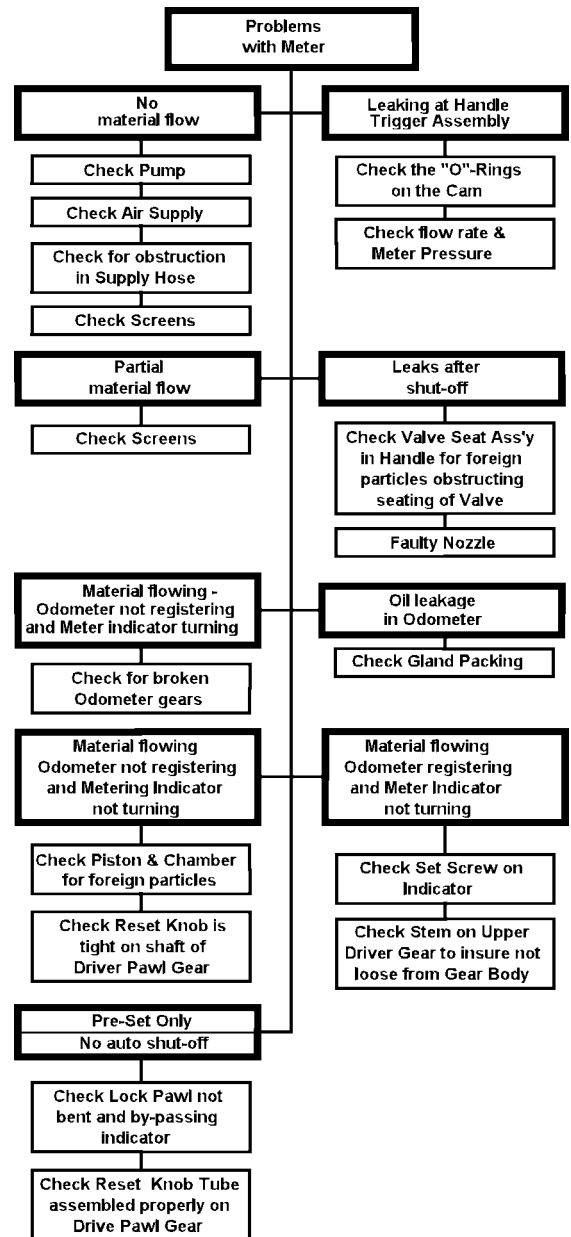 Problems
with Meter
No
material flow
Check Pump
Check Air Supply
Check for obstruction
in Supply Hose
Check Screens
Leaking at Handle
Trigger Assembly
Check the "O"-Rings
on the Cam
Check flow rate &
Meter Pressure
Partial
material flow
Check Screens
Leaks after
shut-off
Check Valve Seat Ass'y
in Handle for foreign
particles obstructing
seating of Valve
Faulty Nozzle
Material flowing -
Odometer not registering
and Meter indicator turning
Check for broken
Odometer gears
Oil leakage
in Odometer
Check Gland Packing
Material flowing
Odometer not registering
and Metering Indicator
not turning
Check Piston & Chamber
for foreign particles
Check Reset Knob is
tight on shaft of
Driver Pawl Gear
Material flowing
Odometer registering
and Meter Indicator
not turning
Check Set Screw on
Indicator
Check Stem on Upper
Driver Gear to insure not
loose from Gear Body
Pre-Set Only
No auto shut-off
Check Lock Pawl not
bent and by-passing
indicator
Check Reset Knob Tube
assembled properly on
Drive Pawl Gear